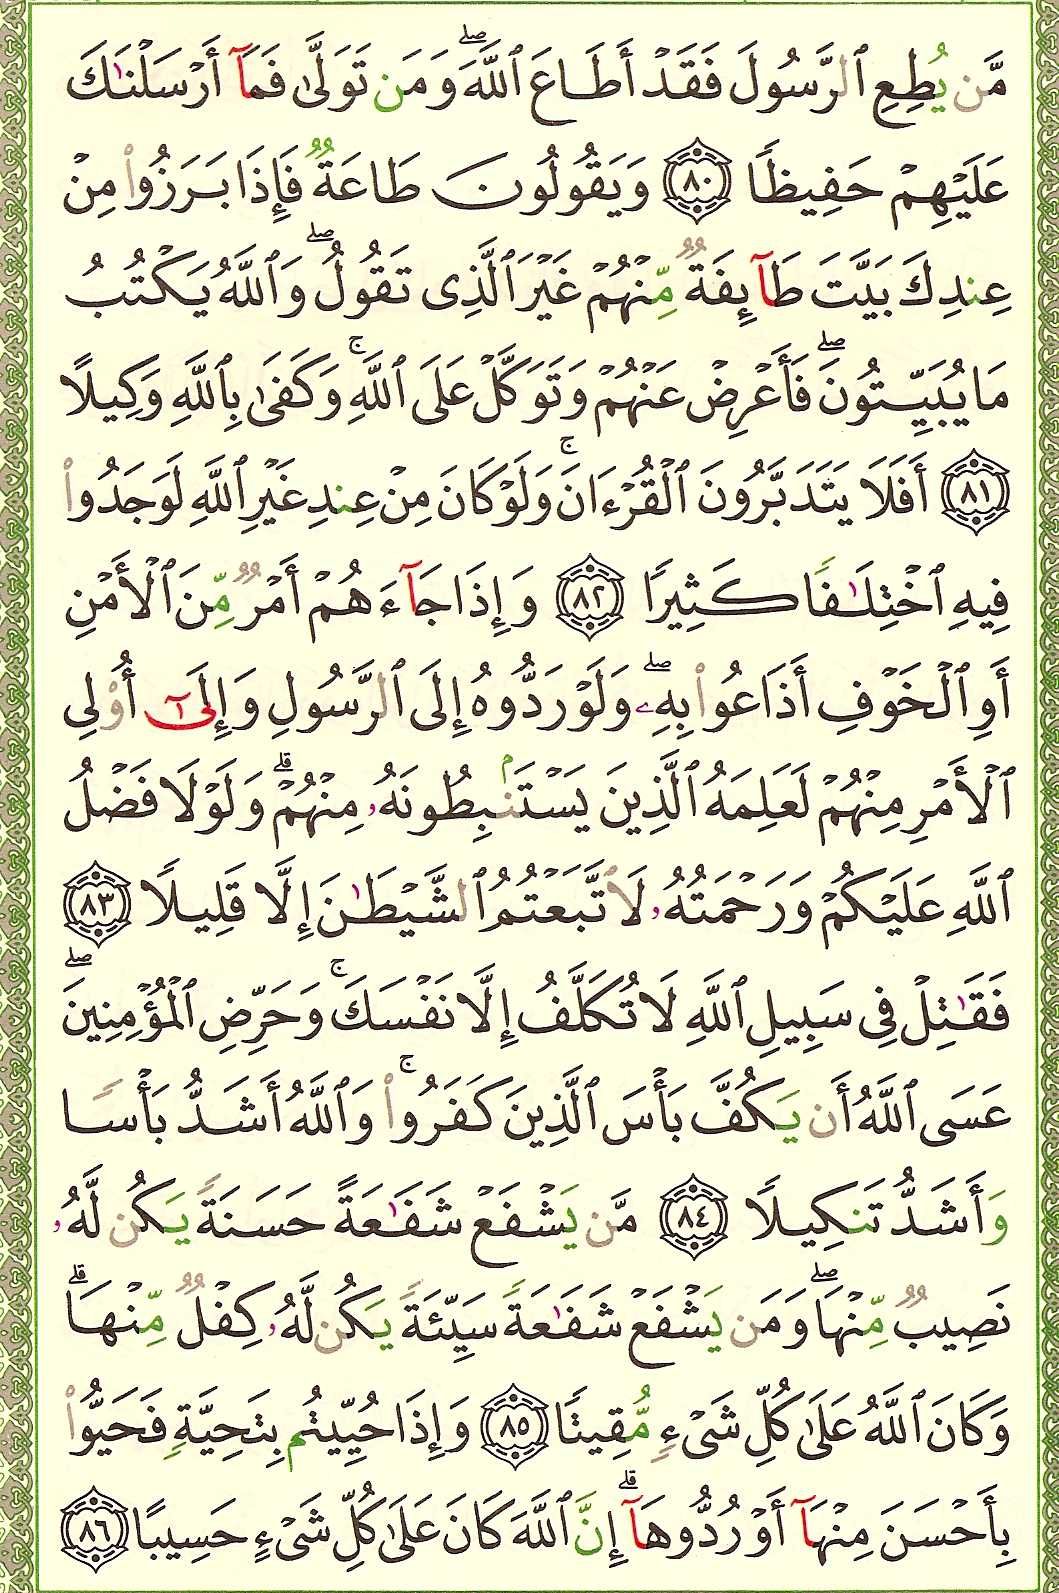 مَّن يُطِعِ ٱلرَّسُولَ فَقَدْ أَطَاعَ ٱللَّهَۖ وَمَن تَوَلَّىٰ فَمَآ أَرْسَلْنَٰكَ
عَلَيْهِمْ حَفِيظًا ٨٠ وَيَقُولُونَ طَاعَةٌ فَإِذَا بَرَزُوا۟ مِنْ
عِندِكَ بَيَّتَ طَآئِفَةٌ مِّنْهُمْ غَيْرَ ٱلَّذِى تَقُولُۖ وَٱللَّهُ يَكْتُبُ
مَا يُبَيِّتُونَۖ فَأَعْرِضْ عَنْهُمْ وَتَوَكَّلْ عَلَى ٱللَّهِۚ وَكَفَىٰ بِٱللَّهِ وَكِيلًا
٨١ أَفَلَا يَتَدَبَّرُونَ ٱلْقُرْءَانَۚ وَلَوْ كَانَ مِنْ عِندِ غَيْرِ ٱللَّهِ لَوَجَدُوا۟
فِيهِ ٱخْتِلَٰفًا كَثِيرًا ٨٢ وَإِذَا جَآءَهُمْ أَمْرٌ مِّنَ ٱلْأَمْنِ
أَوِ ٱلْخَوْفِ أَذَاعُوا۟ بِهِۦۖ وَلَوْ رَدُّوهُ إِلَى ٱلرَّسُولِ وَإِلَىٰٓ أُو۟لِى
ٱلْأَمْرِ مِنْهُمْ لَعَلِمَهُ ٱلَّذِينَ يَسْتَنۢبِطُونَهُۥ مِنْهُمْۗ وَلَوْلَا فَضْلُ
ٱللَّهِ عَلَيْكُمْ وَرَحْمَتُهُۥ لَٱتَّبَعْتُمُ ٱلشَّيْطَٰنَ إِلَّا قَلِيلًا ٨٣
فَقَٰتِلْ فِى سَبِيلِ ٱللَّهِ لَا تُكَلَّفُ إِلَّا نَفْسَكَۚ وَحَرِّضِ ٱلْمُؤْمِنِينَۖ
عَسَى ٱللَّهُ أَن يَكُفَّ بَأْسَ ٱلَّذِينَ كَفَرُوا۟ۚ وَٱللَّهُ أَشَدُّ بَأْسًا
وَأَشَدُّ تَنكِيلًا ٨٤ مَّن يَشْفَعْ شَفَٰعَةً حَسَنَةً يَكُن لَّهُۥ
نَصِيبٌ مِّنْهَاۖ وَمَن يَشْفَعْ شَفَٰعَةً سَيِّئَةً يَكُن لَّهُۥ كِفْلٌ مِّنْهَاۗ
وَكَانَ ٱللَّهُ عَلَىٰ كُلِّ شَىْءٍ مُّقِيتًا ٨٥ وَإِذَا حُيِّيتُم بِتَحِيَّةٍ فَحَيُّوا۟
بِأَحْسَنَ مِنْهَآ أَوْ رُدُّوهَآۗ إِنَّ ٱللَّهَ كَانَ عَلَىٰ كُلِّ شَىْءٍ حَسِيبًا ٨٦